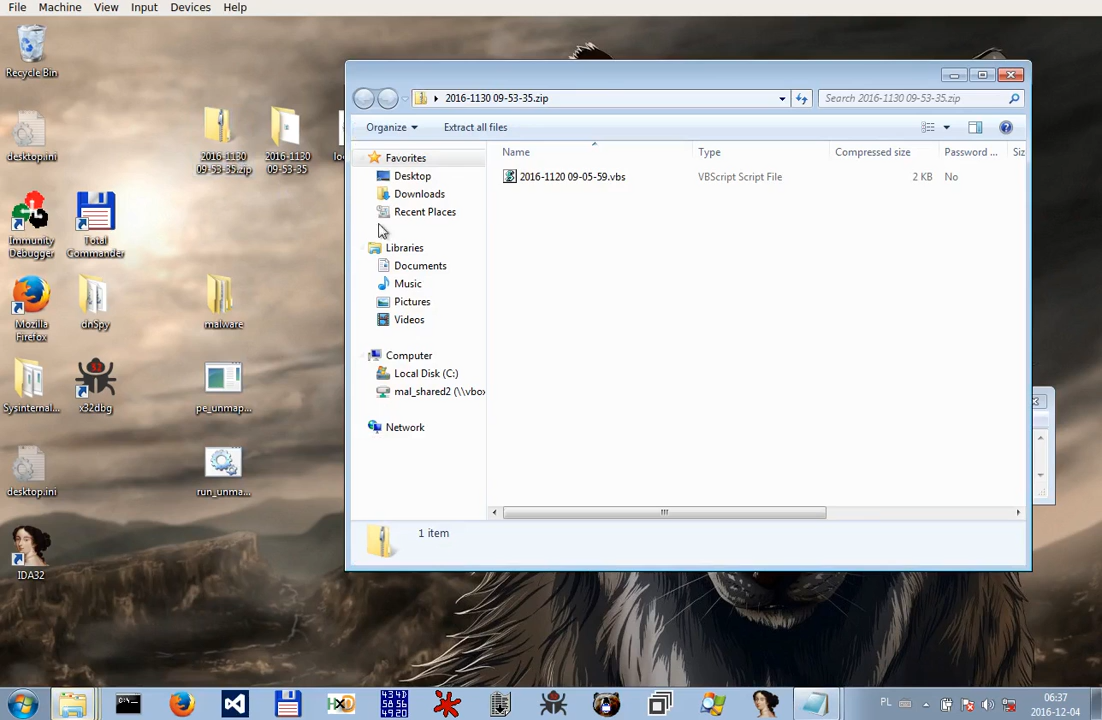 File Machine View Input Devices Help
Recycle Bin
desktop.ini
2016-1130
09-53-35.zip
2016-1130
09-53-35
Immunity
Debugger
Total
Commander
Mozilla
Firefox
dnSpy
malware
Sysinternal...
x32dbg
pe_unmap...
desktop.ini
run_unma...
IDA32
2016-1130 09-53-35.zip
Search 2016-1130 09-53-35.zip
Organize
Extract all files
Favorites
Desktop
Downloads
Recent Places
Libraries
Documents
Music
Pictures
Videos
Computer
Local Disk (C:)
mal_shared2 (\\vbox
Network
Name Type Compressed size Password ... Siz
2016-1120 09-05-59.vbs VBScript Script File 2 KB No
1 item
434D
5856
4920
PL
06:37
2016-12-04